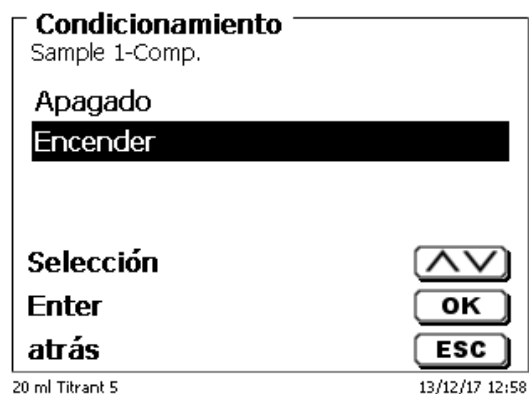 Condicionamiento
Sample 1-Comp.
Apagado
Encender
Selección
Enter OK
atrás ESC
20 ml Titrant 5 13/12/17 12:58